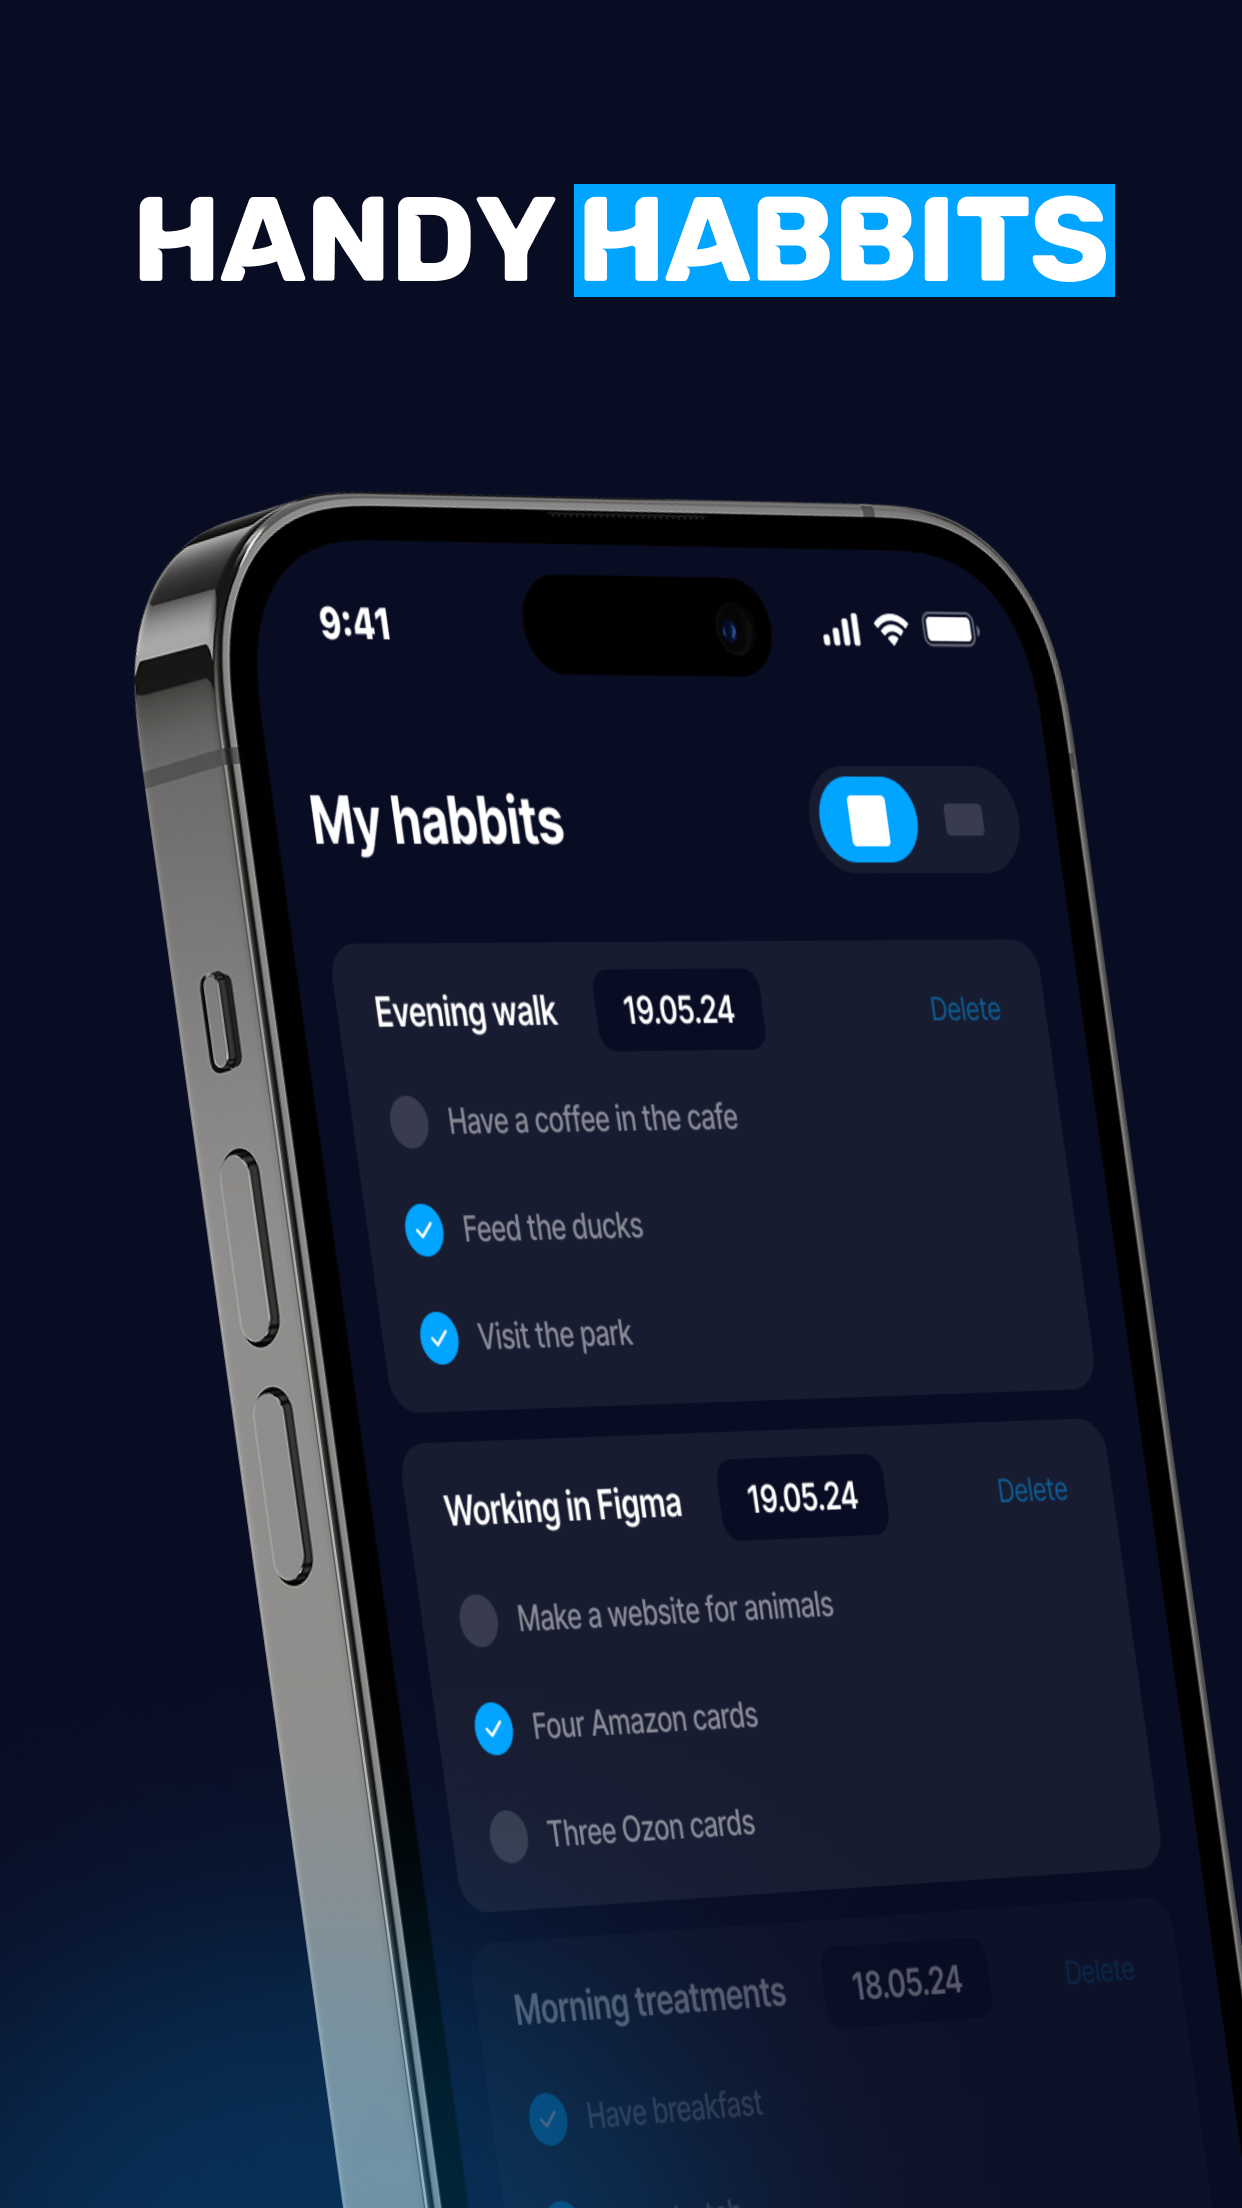 HANDY HABBITS
9:41
My habbits
Evening walk 19.05.24 Delete
Have a coffee in the cafe
Feed the ducks
Visit the park
Working in Figma 19.05.24 Delete
Make a website for animals
Four Amazon cards
Three Ozon cards
Morning treatments 18.05.24 Delete
Have breakfast